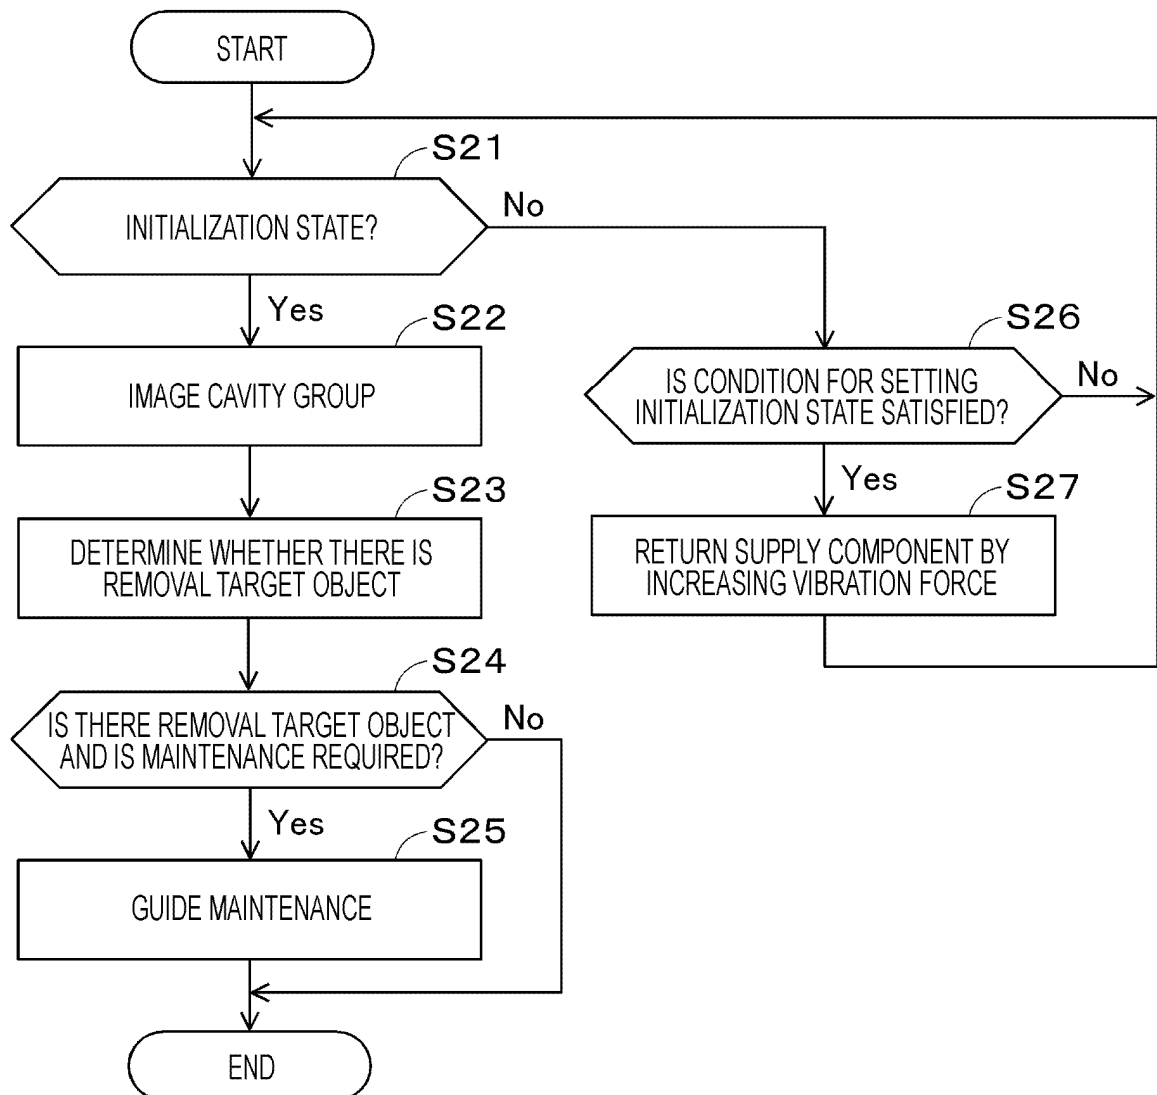 START
S21
INITIALIZATION STATE?
No
Yes
S22
IMAGE CAVITY GROUP
S26
IS CONDITION FOR SETTING
INITIALIZATION STATE SATISFIED?
No
Yes
S23
DETERMINE WHETHER THERE IS
REMOVAL TARGET OBJECT
S27
RETURN SUPPLY COMPONENT BY
INCREASING VIBRATION FORCE
S24
IS THERE REMOVAL TARGET OBJECT
AND IS MAINTENANCE REQUIRED?
No
Yes
S25
GUIDE MAINTENANCE
END